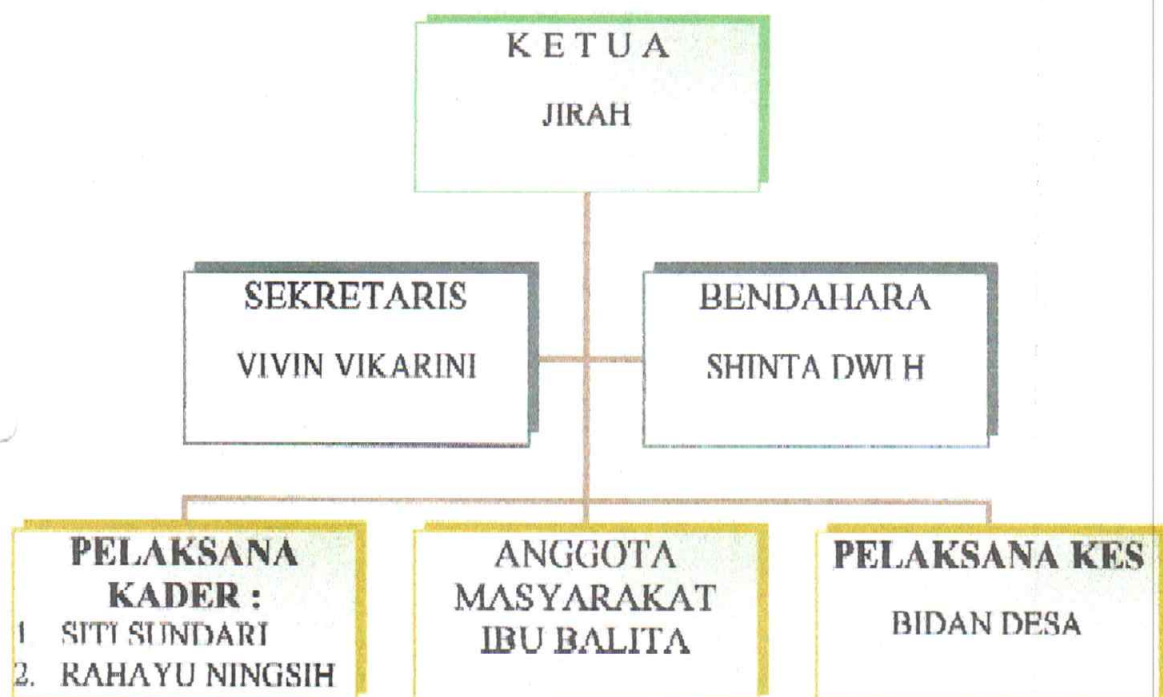 K E T U A
JIRAH
SEKRETARIS
VIVIN VIKARINI
BENDAHARA
SHINTA DWI H
PELAKSANA
KADER :
1. SITI SUNDARI
2. RAHAYU NINGSIH
ANGGOTA
MASYARAKAT
IBU BALITA
PELAKSANA KES
BIDAN DESA